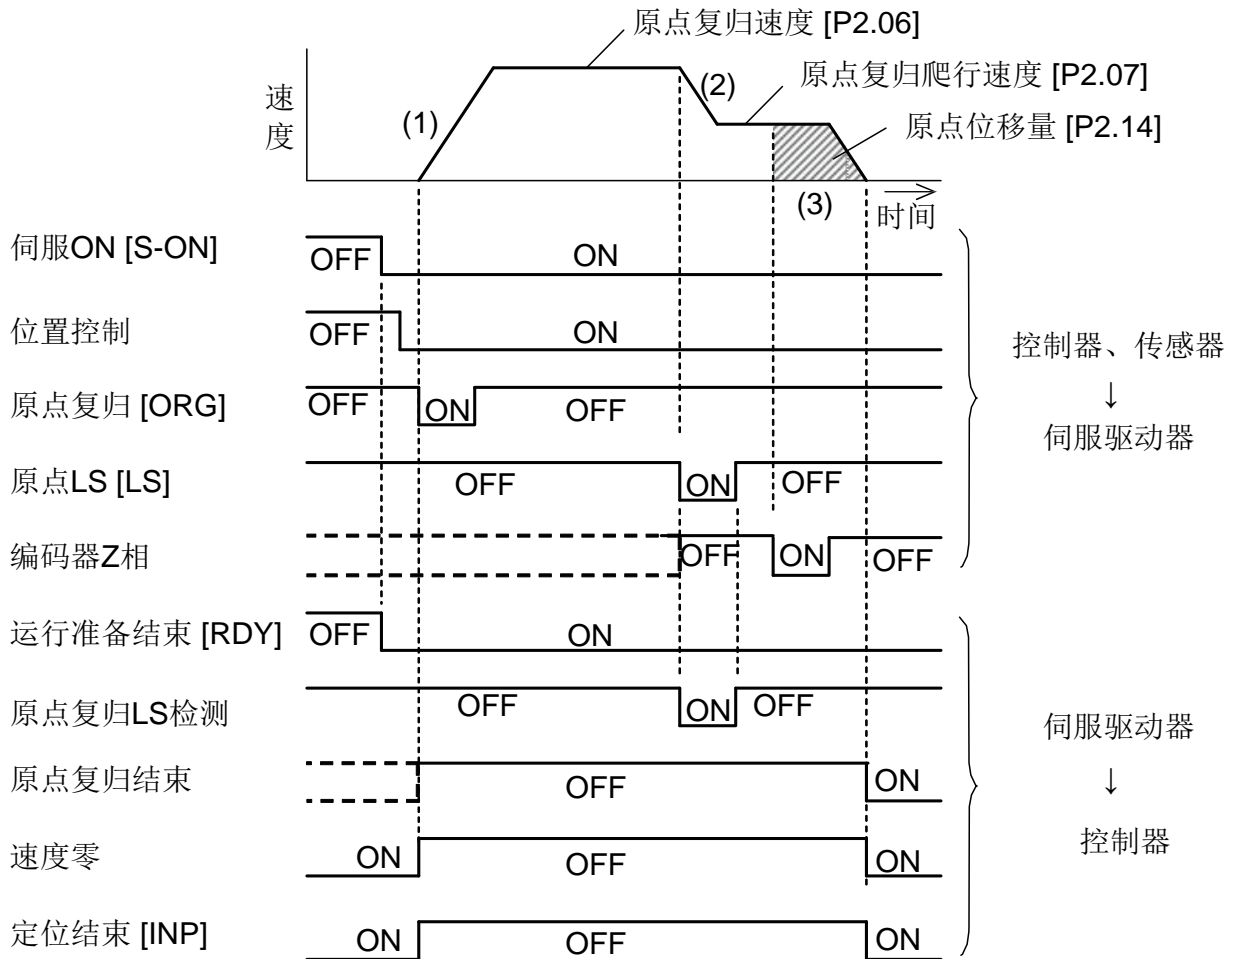 原点复归速度 [P2.06]
原点复归爬行速度 [P2.07]
原点位移量 [P2.14]
速度
(1)
(2)
(3)
时间
伺服ON [S-ON]
OFF
ON
位置控制
OFF
ON
原点复归 [ORG]
OFF
ON
OFF
原点LS [LS]
OFF
ON
OFF
编码器Z相
OFF
ON
OFF
控制器、传感器
↓
伺服驱动器
运行准备结束 [RDY]
OFF
ON
原点复归LS检测
OFF
ON
OFF
原点复归结束
OFF
ON
速度零
ON
OFF
ON
定位结束 [INP]
ON
OFF
ON
伺服驱动器
↓
控制器